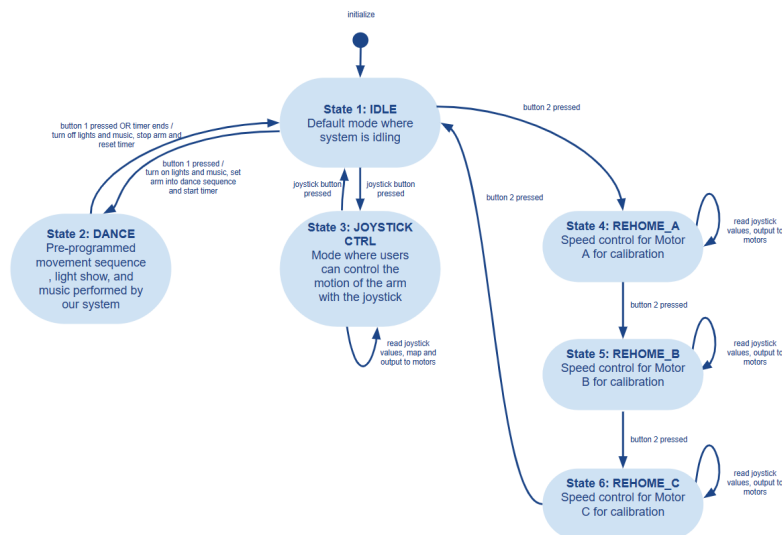 initialize
State 1: IDLE
Default mode where
system is idling
button 2 pressed
button 1 pressed OR timer ends /
turn off lights and music, stop arm and
reset timer
button 1 pressed /
turn on lights and music, set
arm into dance sequence
and start timer
joystick button
pressed
joystick button
pressed
button 2 pressed
State 2: DANCE
Pre-programmed
movement sequence
, light show, and
music performed by
our system
State 3: JOYSTICK
CTRL
Mode where users
can control the
motion of the arm
with the joystick
read joystick
values, map and
output to motors
State 4: REHOME_A
Speed control for Motor
A for calibration
read joystick
values, output to
motors
button 2 pressed
State 5: REHOME_B
Speed control for Motor
B for calibration
read joystick
values, output to
motors
button 2 pressed
State 6: REHOME_C
Speed control for Motor
C for calibration
read joystick
values, output to
motors